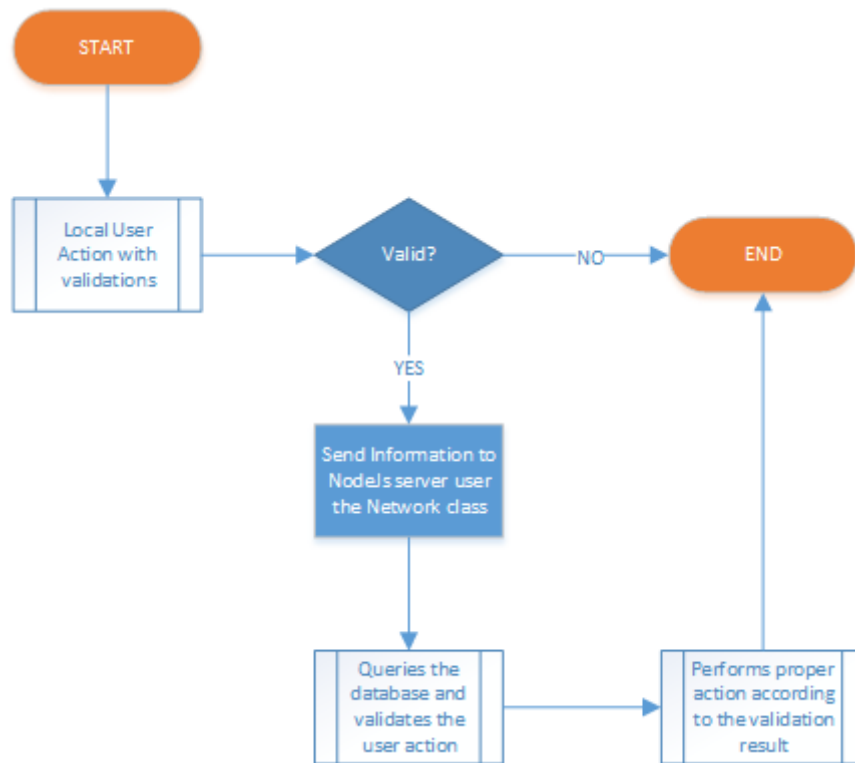 START
Local User
Action with
validations
Valid?
NO
END
YES
Send Information to
NodeJs server user
the Network class
Queries the
database and
validates the
user action
Performs proper
action according
to the validation
result